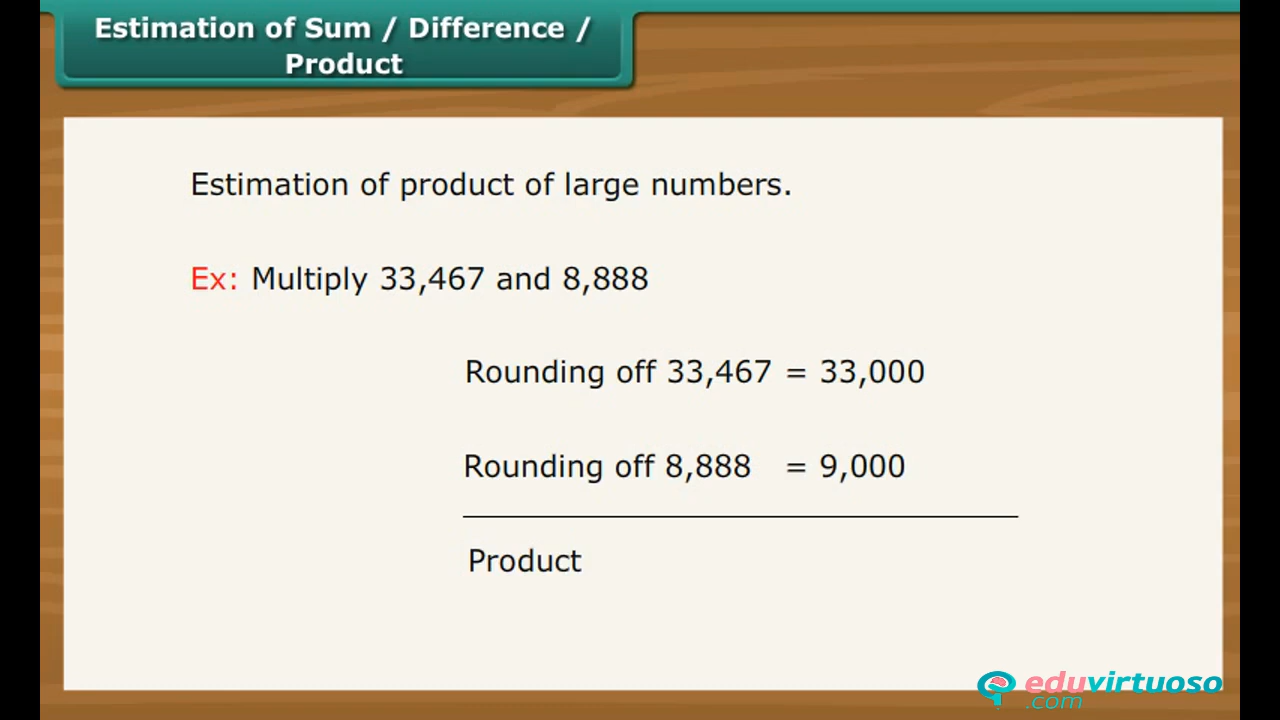 Estimation of Sum / Difference /
Product
Estimation of product of large numbers.
Ex: Multiply 33,467 and 8,888
Rounding off 33,467 = 33,000
Rounding off 8,888 = 9,000
Product
eduvirtuoso
.com